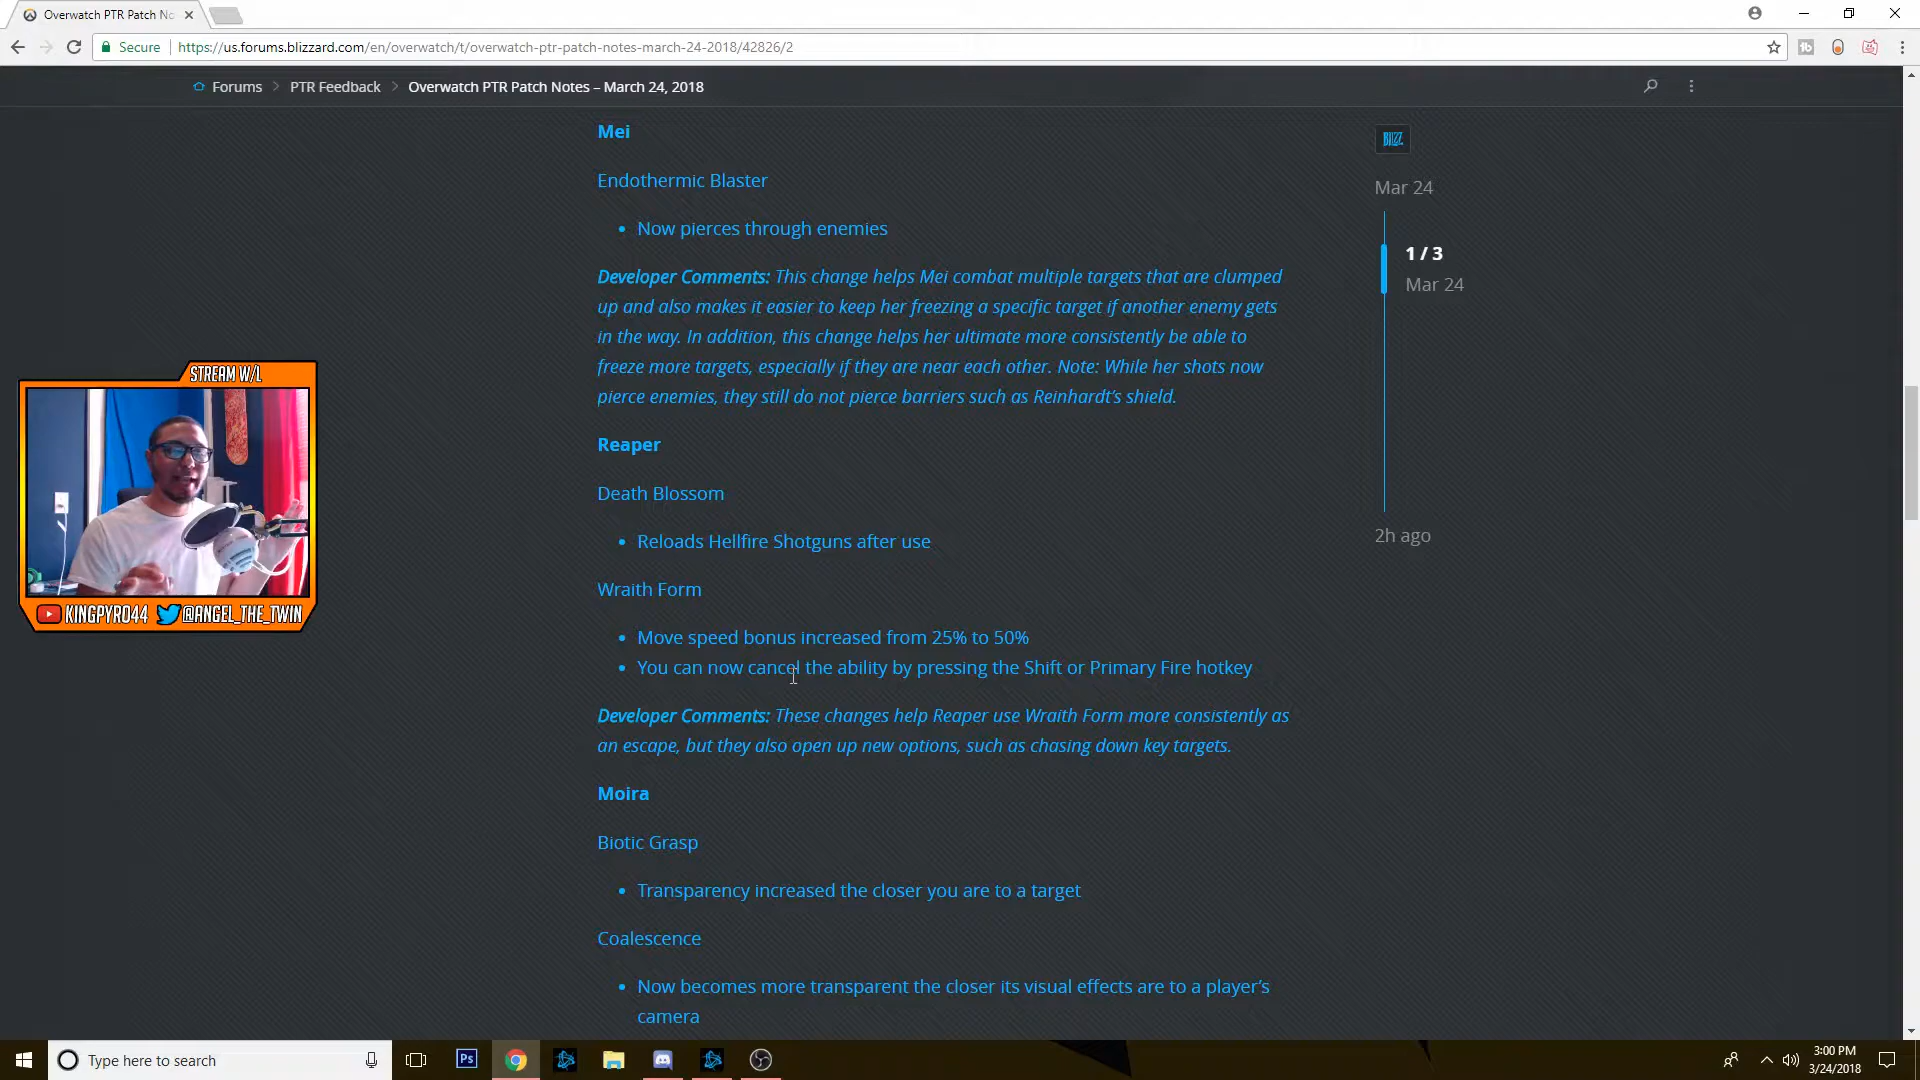 Overwatch PTR Patch No
Secure
https://us.forums.blizzard.com/en/overwatch/t/overwatch-ptr-patch-notes-march-24-2018/42826/2
Forums > PTR Feedback > Overwatch PTR Patch Notes – March 24, 2018
Mei
Endothermic Blaster
• Now pierces through enemies
Developer Comments: This change helps Mei combat multiple targets that are clumped
up and also makes it easier to keep her freezing a specific target if another enemy gets
in the way. In addition, this change helps her ultimate more consistently be able to
freeze more targets, especially if they are near each other. Note: While her shots now
pierce enemies, they still do not pierce barriers such as Reinhardt's shield.
Reaper
Death Blossom
• Reloads Hellfire Shotguns after use
Wraith Form
• Move speed bonus increased from 25% to 50%
• You can now cancel the ability by pressing the Shift or Primary Fire hotkey
Developer Comments: These changes help Reaper use Wraith Form more consistently as
an escape, but they also open up new options, such as chasing down key targets.
Moira
Biotic Grasp
• Transparency increased the closer you are to a target
Coalescence
• Now becomes more transparent the closer its visual effects are to a player's
camera
BLIZZ
Mar 24
1 / 3
Mar 24
2h ago
STREAM W/L
KINGPYRO44 @ANGEL_THE_TWIN
Type here to search
Ps
3:00 PM
3/24/2018